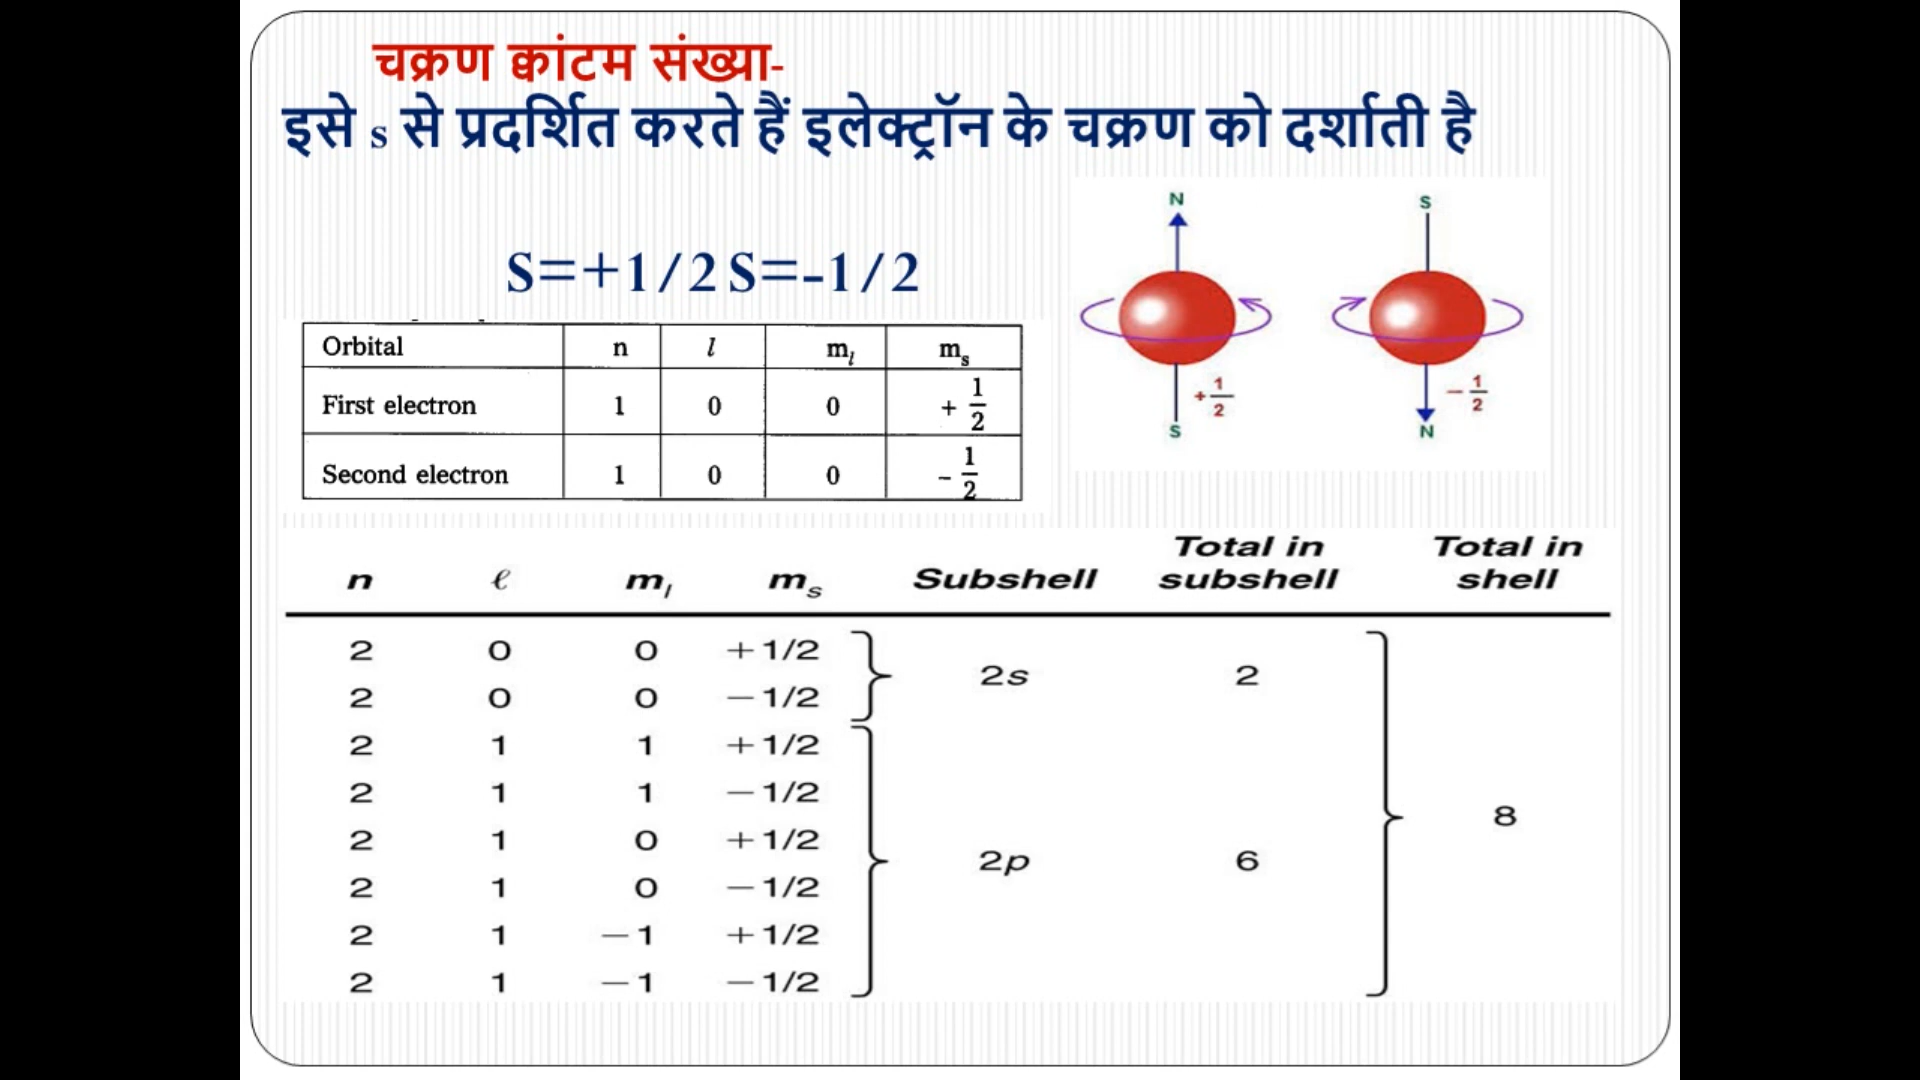 चक्रण क्वांटम संख्या-
इसे s से प्रदर्शित करते हैं इलेक्ट्रॉन के चक्रण को दर्शाती है
S=+1/2 S=-1/2
N S
+1/2 -1/2
S N
Orbital n l m_l m_s
First electron 1 0 0 + 1/2
Second electron 1 0 0 - 1/2
n ℓ m_l m_s Subshell Total in subshell Total in shell
2 0 0 +1/2
2s 2
2 0 0 −1/2
2 1 1 +1/2
2 1 1 −1/2
8
2 1 0 +1/2
2p 6
2 1 0 −1/2
2 1 −1 +1/2
2 1 −1 −1/2